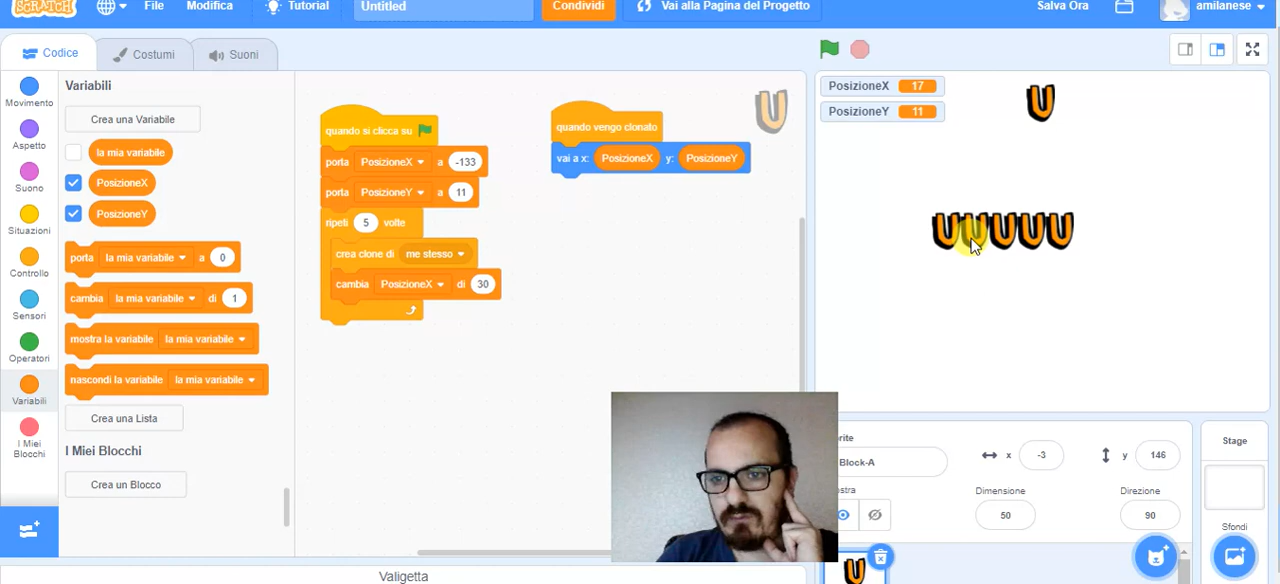 SCRATCH
File
Modifica
Tutorial
Untitled
Condividi
Vai alla Pagina del Progetto
Salva Ora
amilanese
Codice
Costumi
Suoni
Movimento
Aspetto
Suono
Situazioni
Controllo
Sensori
Operatori
Variabili
I Miei
Blocchi
Variabili
Crea una Variabile
la mia variabile
PosizioneX
PosizioneY
porta la mia variabile a 0
cambia la mia variabile di 1
mostra la variabile la mia variabile
nascondi la variabile la mia variabile
Crea una Lista
I Miei Blocchi
Crea un Blocco
quando si clicca su
porta PosizioneX a -133
porta PosizioneY a 11
ripeti 5 volte
crea clone di me stesso
cambia PosizioneX di 30
quando vengo clonato
vai a x: PosizioneX y: PosizioneY
U
PosizioneX 17
PosizioneY 11
U
UUUUU
rite
x -3
y 146
Block-A
stra
Dimensione
50
Direzione
90
U
Stage
Sfondi
Valigetta